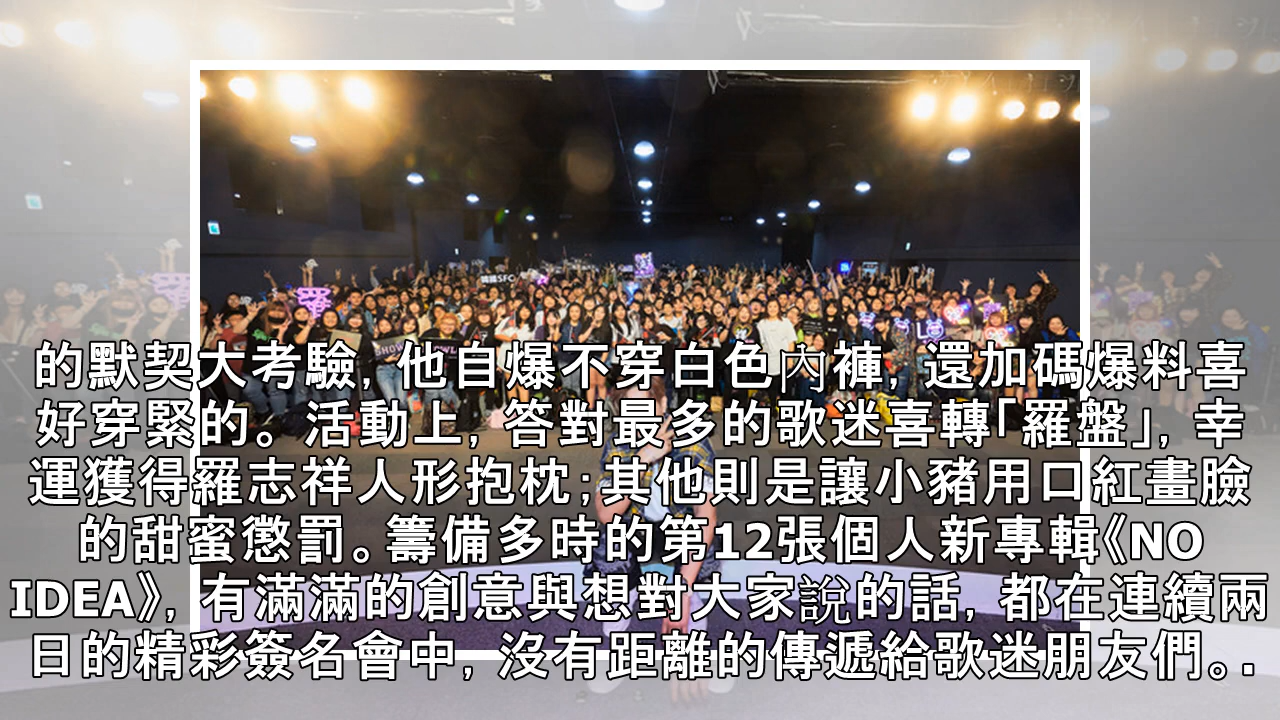 的默契大考驗, 他自爆不穿白色內褲, 還加碼爆料喜
好穿緊的。活動上, 答對最多的歌迷喜轉「羅盤」, 幸
運獲得羅志祥人形抱枕;其他則是讓小豬用口紅畫臉
的甜蜜懲罰。籌備多時的第12張個人新專輯《NO
IDEA》, 有滿滿的創意與想對大家說的話, 都在連續兩
日的精彩簽名會中, 沒有距離的傳遞給歌迷朋友們。.